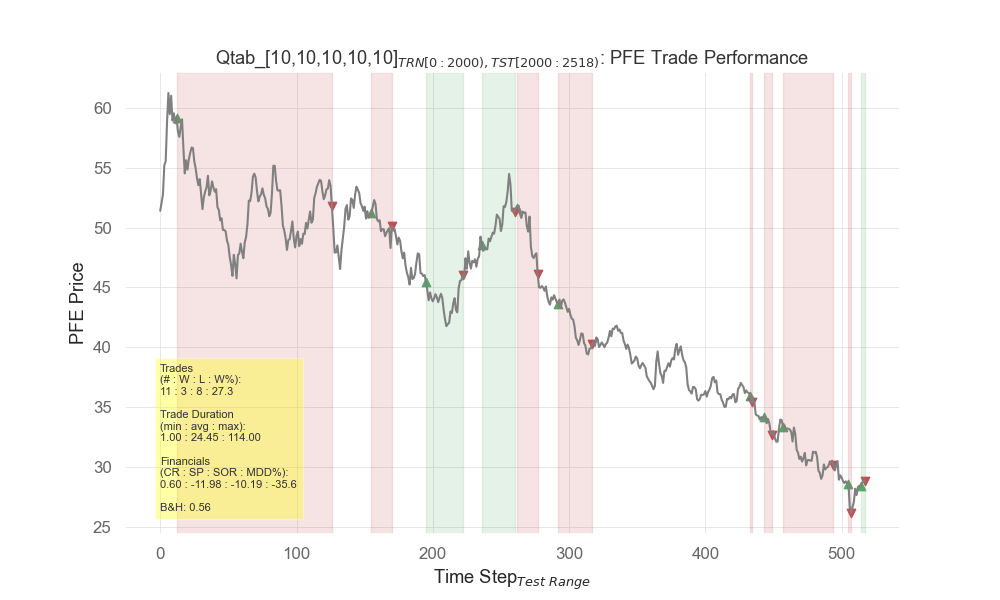 Qtab_[10,10,10,10,10]TRN[0 : 2000), TST[2000 : 2518) : PFE Trade Performance
PFE Price
60
55
50
45
40
35
30
25
Trades
(# : W : L : W%):
11 : 3 : 8 : 27.3
Trade Duration
(min : avg : max):
1.00 : 24.45 : 114.00
Financials
(CR : SP : SOR : MDD%):
0.60 : -11.98 : -10.19 : -35.6
B&H: 0.56
0 100 200 300 400 500
Time StepTest Range